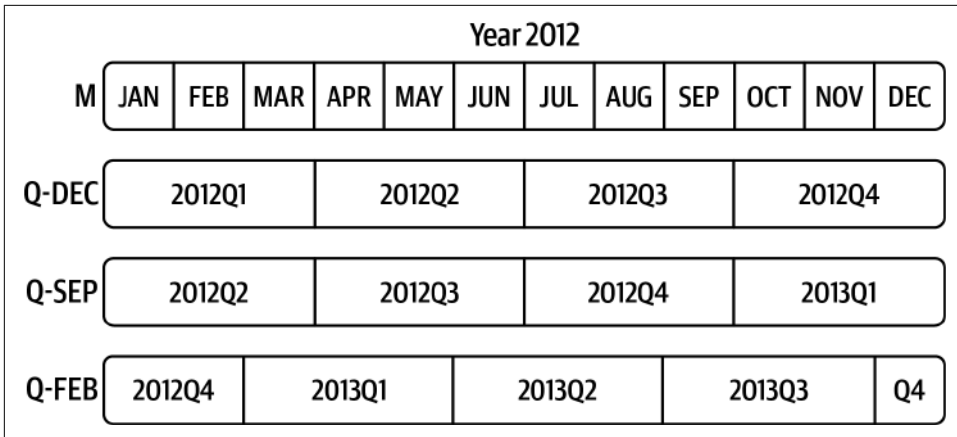 Year 2012
M JAN FEB MAR APR MAY JUN JUL AUG SEP OCT NOV DEC
Q-DEC 2012Q1 2012Q2 2012Q3 2012Q4
Q-SEP 2012Q2 2012Q3 2012Q4 2013Q1
Q-FEB 2012Q4 2013Q1 2013Q2 2013Q3 Q4